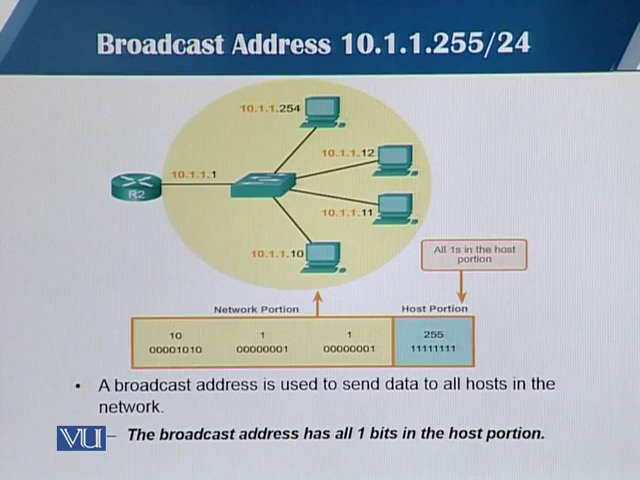 Broadcast Address 10.1.1.255/24
10.1.1.254
10.1.1.12
10.1.1.1
R2
10.1.1.11
10.1.1.10
All 1s in the host
portion
Network Portion
Host Portion
10 1 1 255
00001010 00000001 00000001 11111111
• A broadcast address is used to send data to all hosts in the
network.
VU
– The broadcast address has all 1 bits in the host portion.